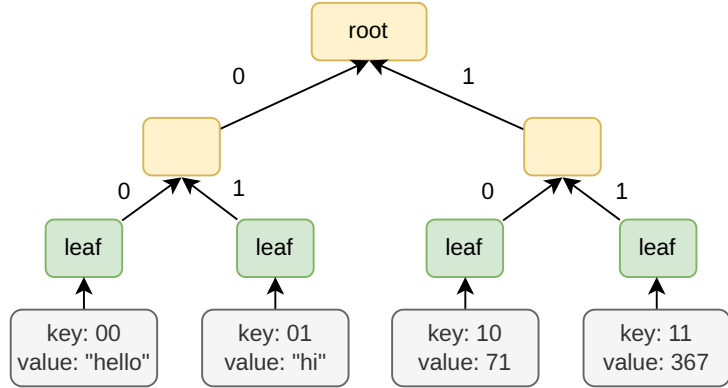 root
0
1
0
1
0
1
leaf
leaf
leaf
leaf
key: 00
value: "hello"
key: 01
value: "hi"
key: 10
value: 71
key: 11
value: 367